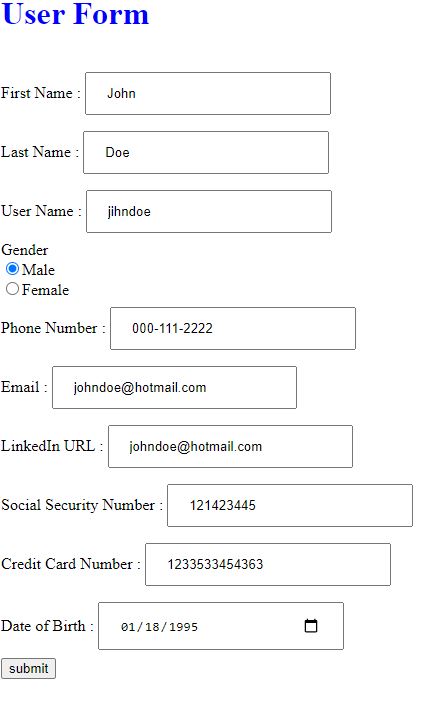 User Form
First Name : John
Last Name : Doe
User Name : jihndoe
Gender
Male
Female
Phone Number : 000-111-2222
Email : johndoe@hotmail.com
LinkedIn URL : johndoe@hotmail.com
Social Security Number : 121423445
Credit Card Number : 1233533454363
Date of Birth : 01/18/1995
submit